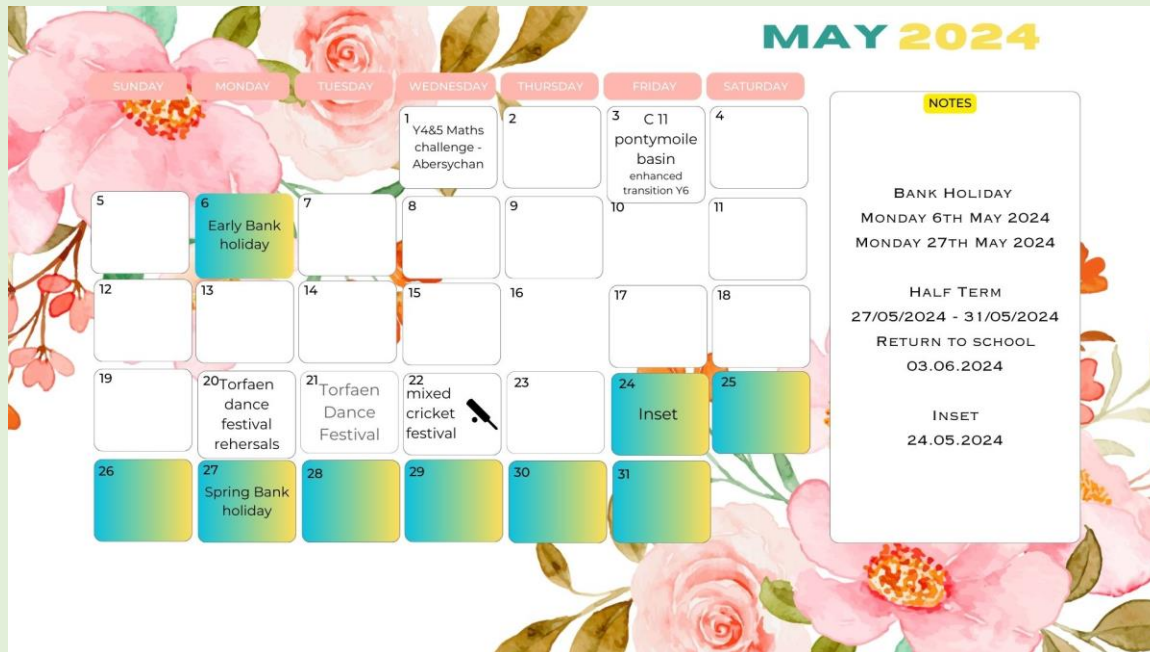 MAY 2024
SUNDAY MONDAY TUESDAY WEDNESDAY THURSDAY FRIDAY SATURDAY
1
Y4&5 Maths
challenge -
Abersychan
2
3 C 11
pontymoile
basin
enhanced
transition Y6
4
5
6
Early Bank
holiday
7
8
9
10
11
12
13
14
15
16
17
18
19
20 Torfaen
dance
festival
rehersals
21 Torfaen
Dance
Festival
22
mixed
cricket
festival
23
24
Inset
25
26
27
Spring Bank
holiday
28
29
30
31
NOTES
BANK HOLIDAY
MONDAY 6TH MAY 2024
MONDAY 27TH MAY 2024
HALF TERM
27/05/2024 - 31/05/2024
RETURN TO SCHOOL
03.06.2024
INSET
24.05.2024